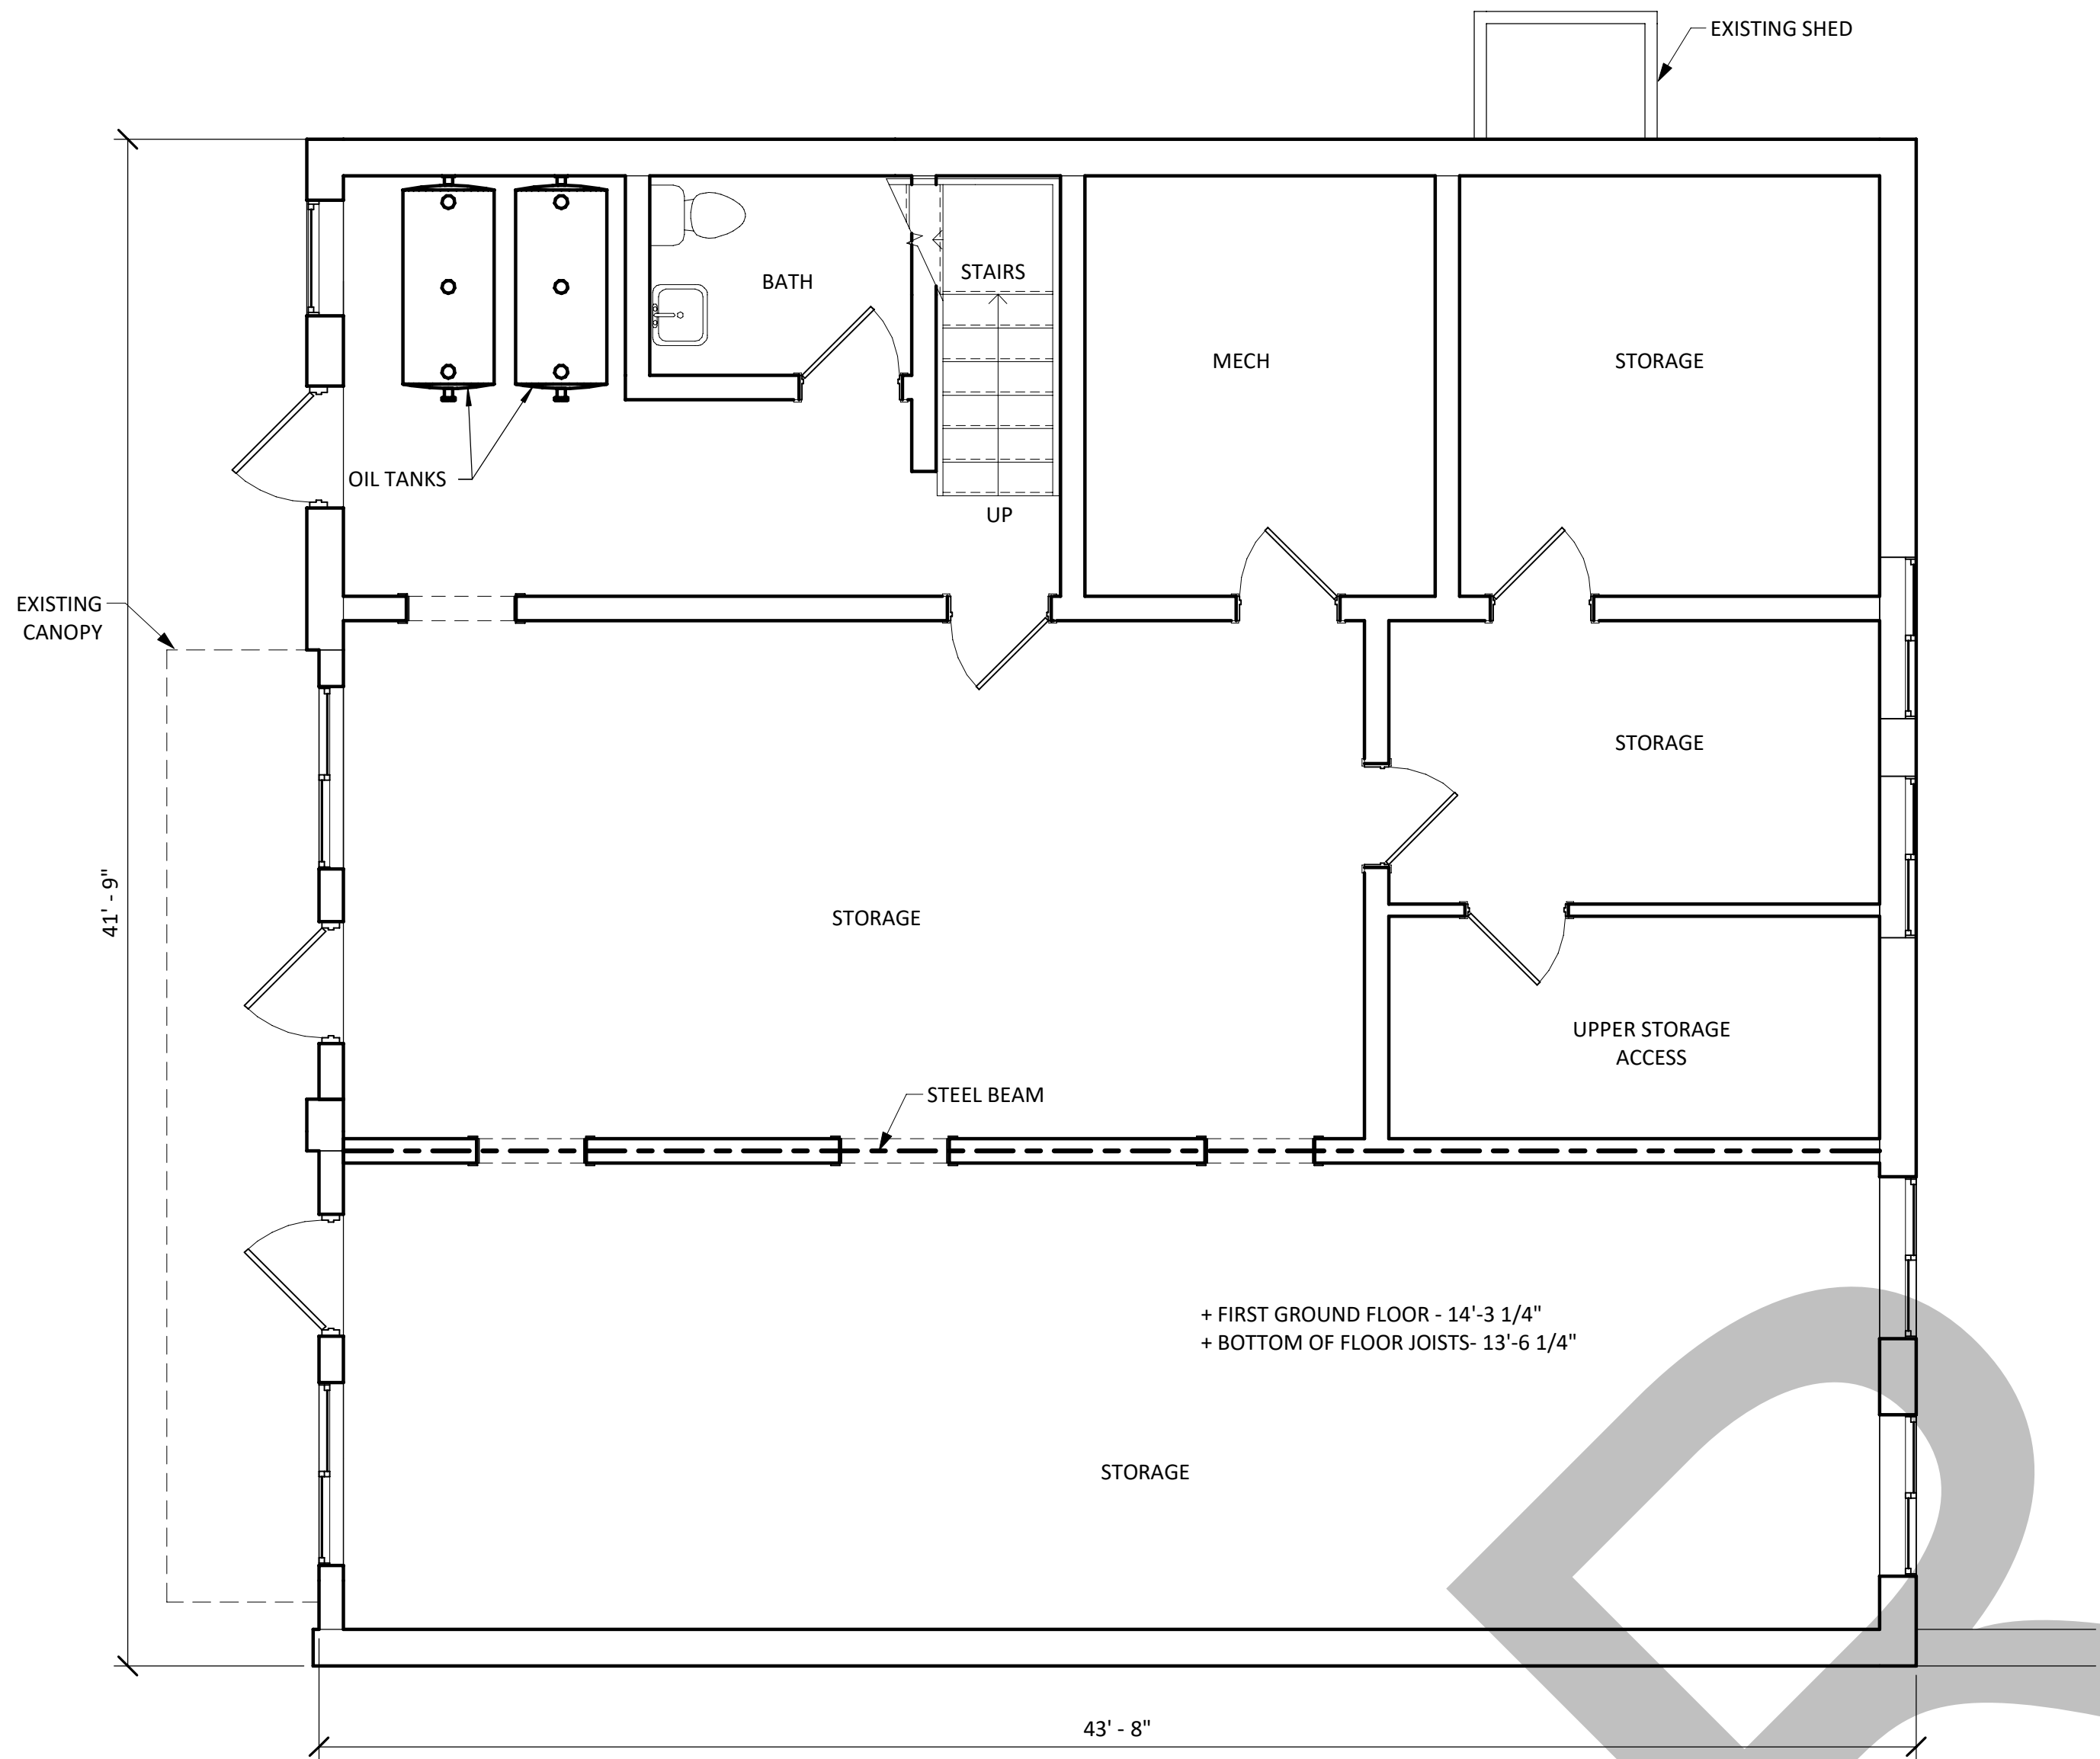 EXISTING SHED
STAIRS
BATH
MECH
STORAGE
OIL TANKS
UP
EXISTING
CANOPY
STORAGE
41' - 9"
STORAGE
UPPER STORAGE
ACCESS
STEEL BEAM
+ FIRST GROUND FLOOR - 14'-3 1/4"
+ BOTTOM OF FLOOR JOISTS- 13'-6 1/4"
STORAGE
43' - 8"